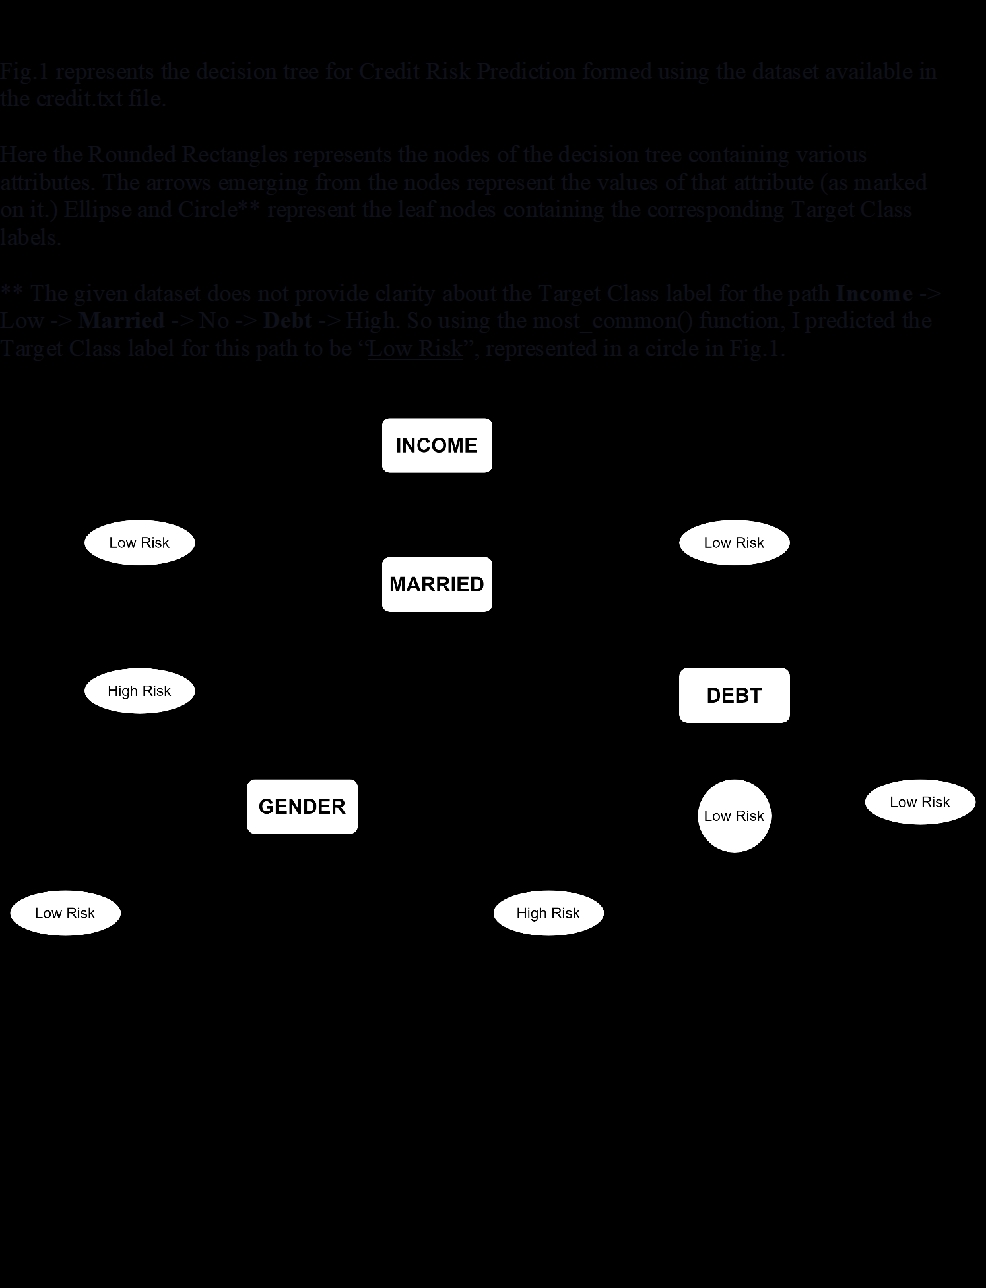 Fig.1 represents the decision tree for Credit Risk Prediction formed using the dataset available in
the credit.txt file.
Here the Rounded Rectangles represents the nodes of the decision tree containing various
attributes. The arrows emerging from the nodes represent the values of that attribute (as marked
on it.) Ellipse and Circle** represent the leaf nodes containing the corresponding Target Class
labels.
** The given dataset does not provide clarity about the Target Class label for the path Income ->
Low -> Married -> No -> Debt -> High. So using the most_common() function, I predicted the
Target Class label for this path to be “Low Risk”, represented in a circle in Fig.1.
INCOME
Low Risk
Low Risk
MARRIED
High Risk
DEBT
GENDER
Low Risk
Low Risk
Low Risk
High Risk